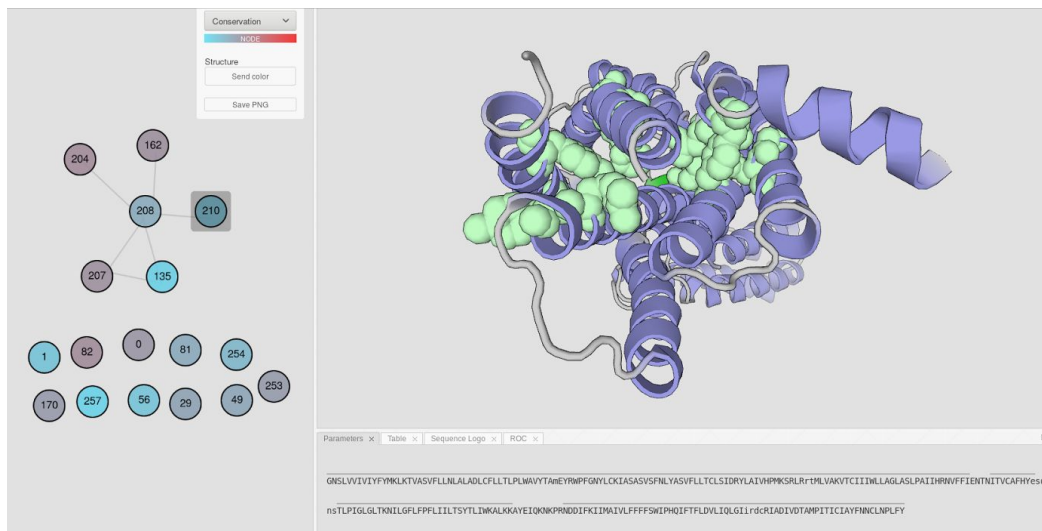 Conservation
NODE
Structure
Send color
Save PNG
204
162
208
210
207
135
1
82
0
81
254
170
257
56
29
49
253
Parameters × Table × Sequence Logo × ROC ×
GNSLVVIVIYFYMKLKTVASVFLLNLALADLCFLLTLPLWAVYTAmEYRWPFGNYLCKIASASVSFNLYASVFLLTCLSIDRYLAIVHPMKSRLRrtMLVAKVTCIIIWLLAGLASLPAIIHRNVFFIENTNITVCAFHYes
nsTLPIGLGLTKNILGFLFPFLIILTSYTLIWKALKKAYEIQKNKPRNDDIFKIIMAIVLFFFFSWIPHQIFTFLDVLIQLGIirdcRIADIVDTAMPITICIAYFNNCLNPLFY